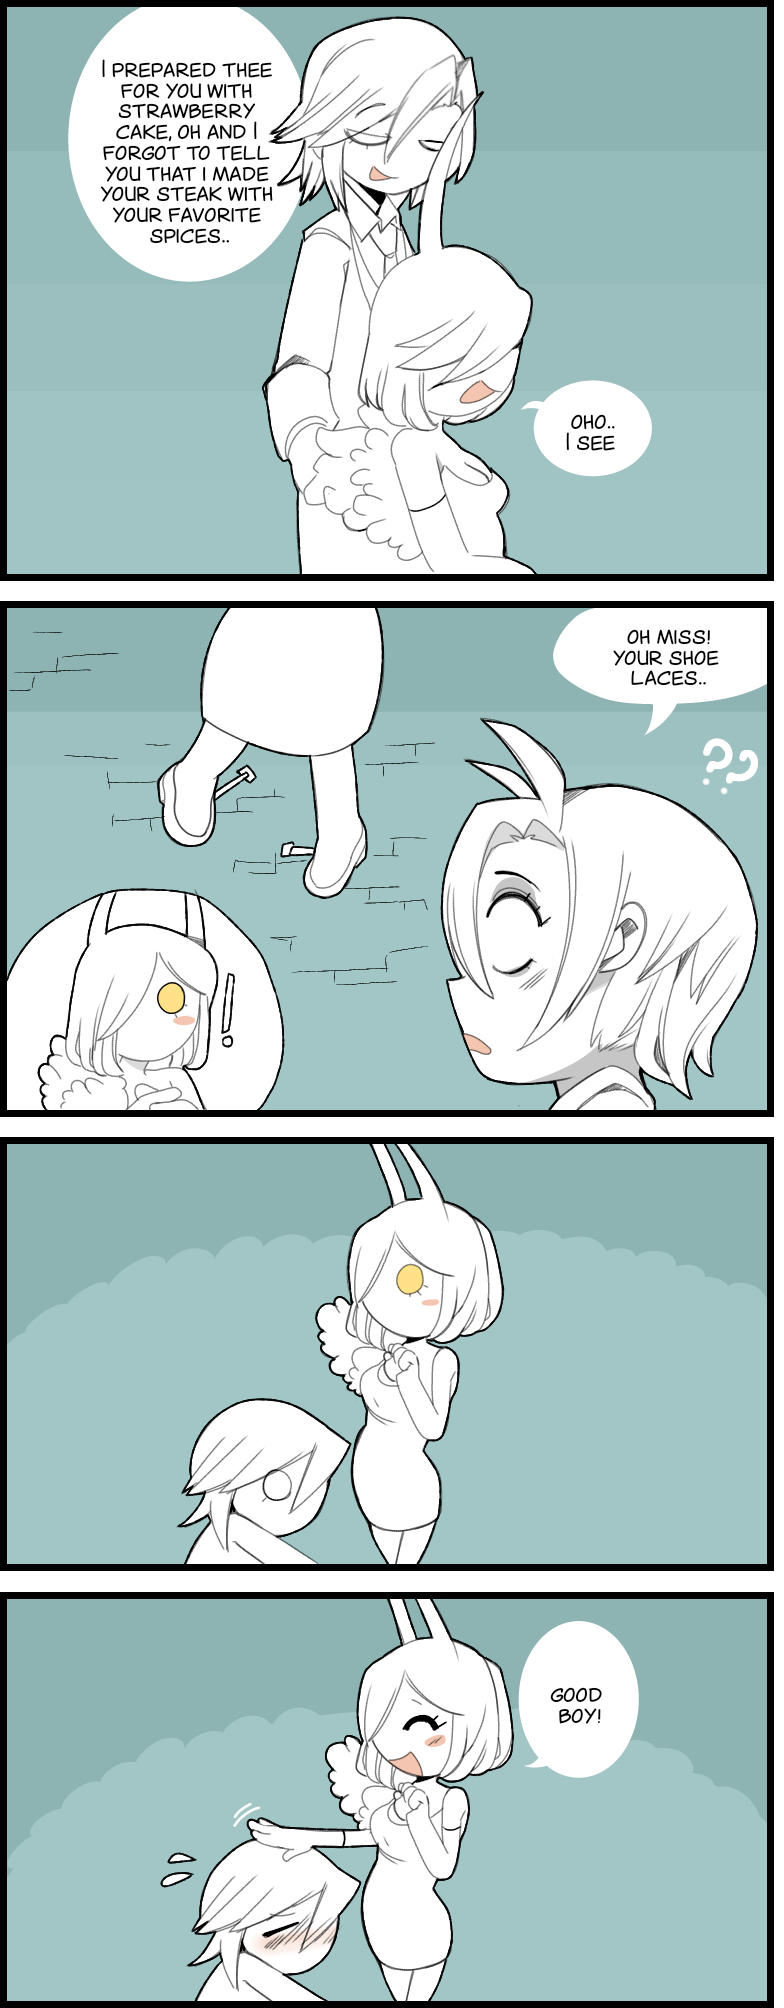 I PREPARED THEE
FOR YOU WITH
STRAWBERRY
CAKE, OH AND I
FORGOT TO TELL
YOU THAT I MADE
YOUR STEAK WITH
YOUR FAVORITE
SPICES..
OHO..
I SEE
OH MISS!
YOUR SHOE
LACES..
??
!
GOOD
BOY!